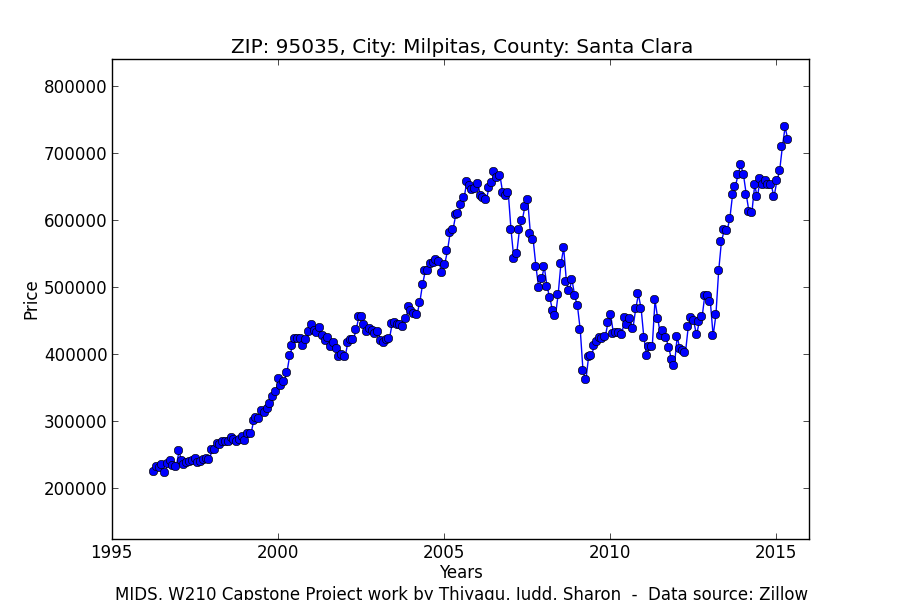 ZIP: 95035, City: Milpitas, County: Santa Clara
800000
700000
600000
500000
400000
300000
200000
Price
1995 2000 2005 2010 2015
Years
MIDS, W210 Capstone Project work by Thiyagu, Judd, Sharon - Data source: Zillow